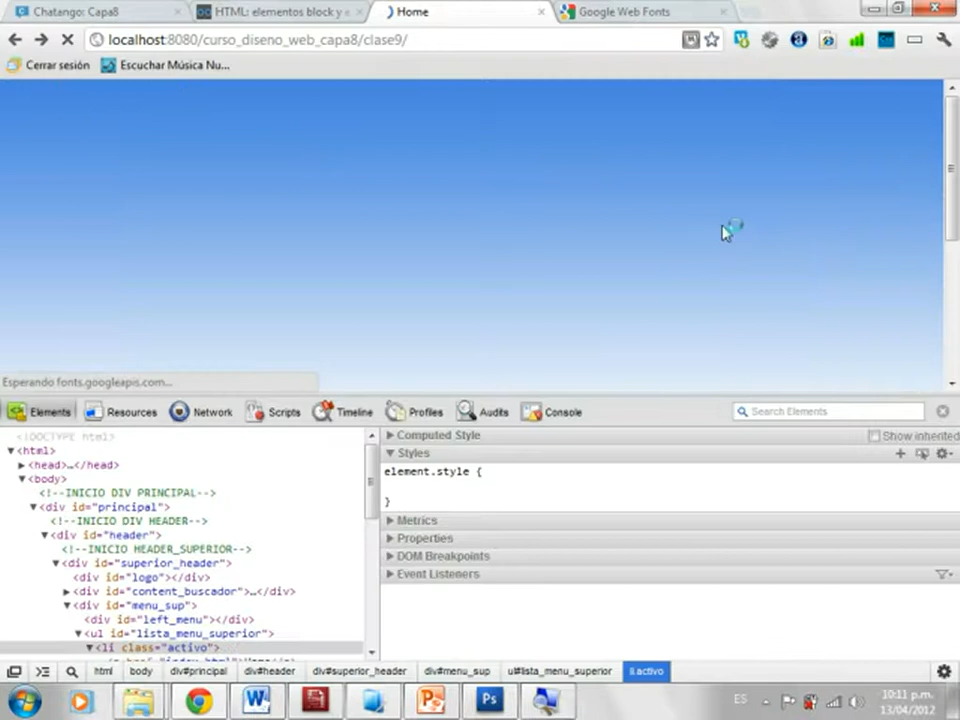 Chatango: Capa8
HTML: elementos block y e
Home
Google Web Fonts
localhost:8080/curso_diseno_web_capa8/clase9/
Cerrar sesión
Escuchar Música Nu...
Esperando fonts.googleapis.com...
Elements
Resources
Network
Scripts
Timeline
Profiles
Audits
Console
Search Elements
<!DOCTYPE html>
<html>
<head>…</head>
<body>
<!--INICIO DIV PRINCIPAL-->
<div id="principal">
<!--INICIO DIV HEADER-->
<div id="header">
<!--INICIO HEADER_SUPERIOR-->
<div id="superior_header">
<div id="logo"></div>
<div id="content_buscador">…</div>
<div id="menu_sup">
<div id="left_menu"></div>
<ul id="lista_menu_superior">
<li class="activo">
Computed Style
Show inherited
Styles
element.style {
}
Metrics
Properties
DOM Breakpoints
Event Listeners
html
body
div#principal
div#header
div#superior_header
div#menu_sup
ul#lista_menu_superior
li.activo
ES
10:11 p.m.
13/04/2012